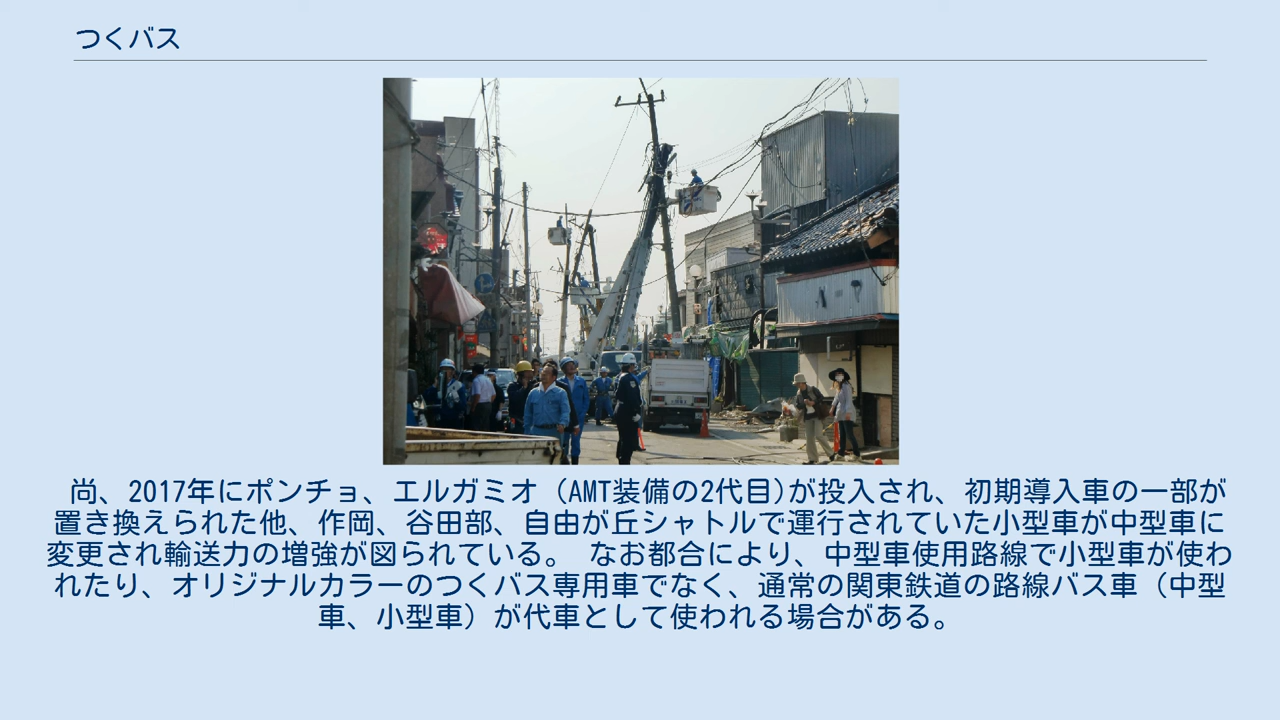 つくバス
尚、2017年にポンチョ、エルガミオ (AMT装備の2代目)が投入され、初期導入車の一部が
置き換えられた他、作岡、谷田部、自由が丘シャトルで運行されていた小型車が中型車に
変更され輸送力の増強が図られている。 なお都合により、中型車使用路線で小型車が使わ
れたり、オリジナルカラーのつくバス専用車でなく、通常の関東鉄道の路線バス車（中型
車、小型車）が代車として使われる場合がある。